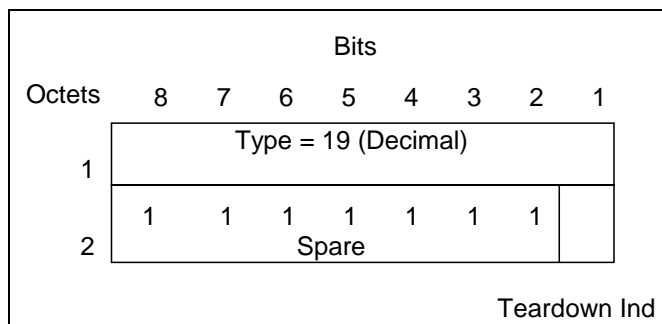 Bits
Octets 8 7 6 5 4 3 2 1
Type = 19 (Decimal)
1
1 1 1 1 1 1 1
2 Spare
Teardown Ind